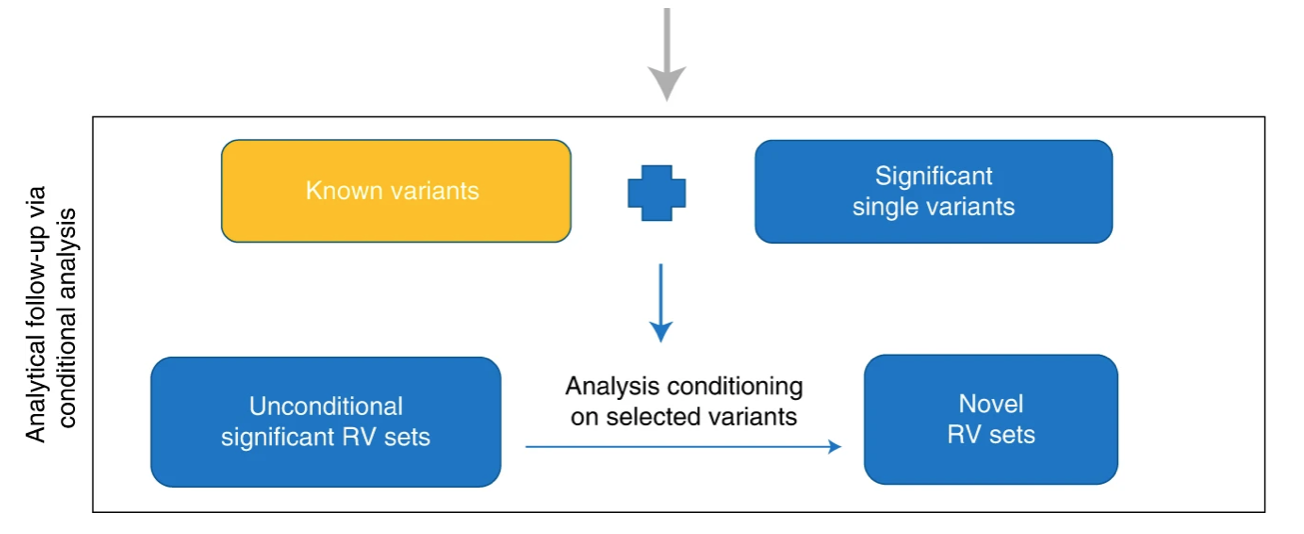 Analytical follow-up via
conditional analysis
Known variants
Significant
single variants
Analysis conditioning
on selected variants
Unconditional
significant RV sets
Novel
RV sets